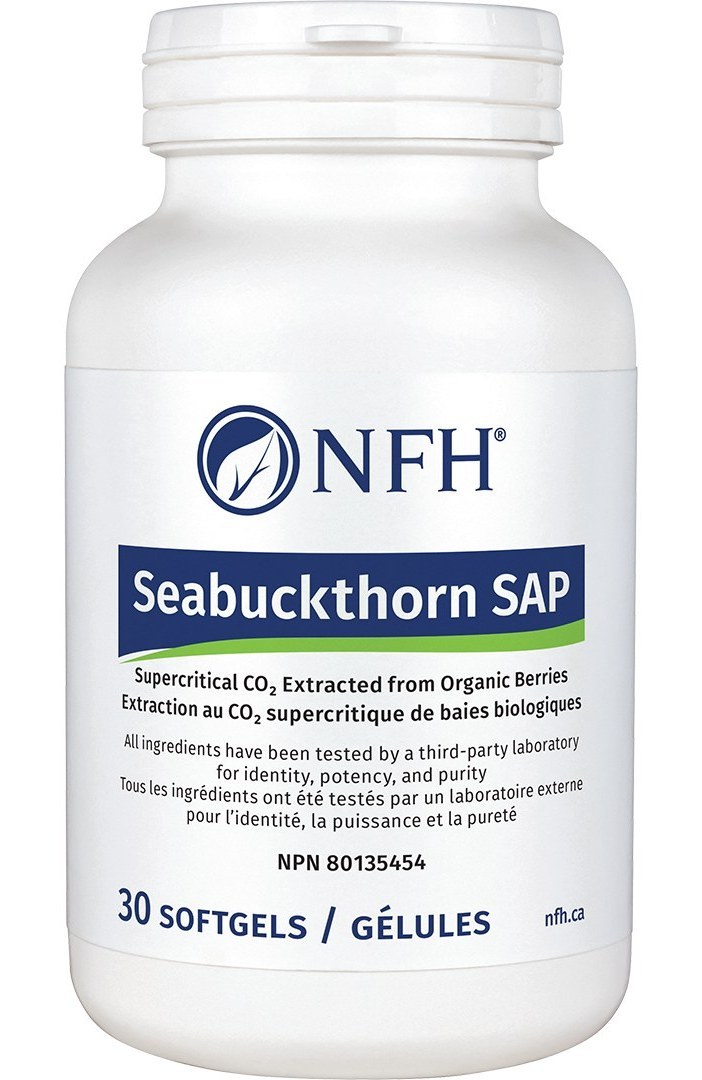 NFH®
Seabuckthorn SAP
Supercritical CO₂ Extracted from Organic Berries
Extraction au CO₂ supercritique de baies biologiques
All ingredients have been tested by a third-party laboratory
for identity, potency, and purity
Tous les ingrédients ont été testés par un laboratoire externe
pour l'identité, la puissance et la pureté
NPN 80135454
30 SOFTGELS / GÉLULES
nfh.ca